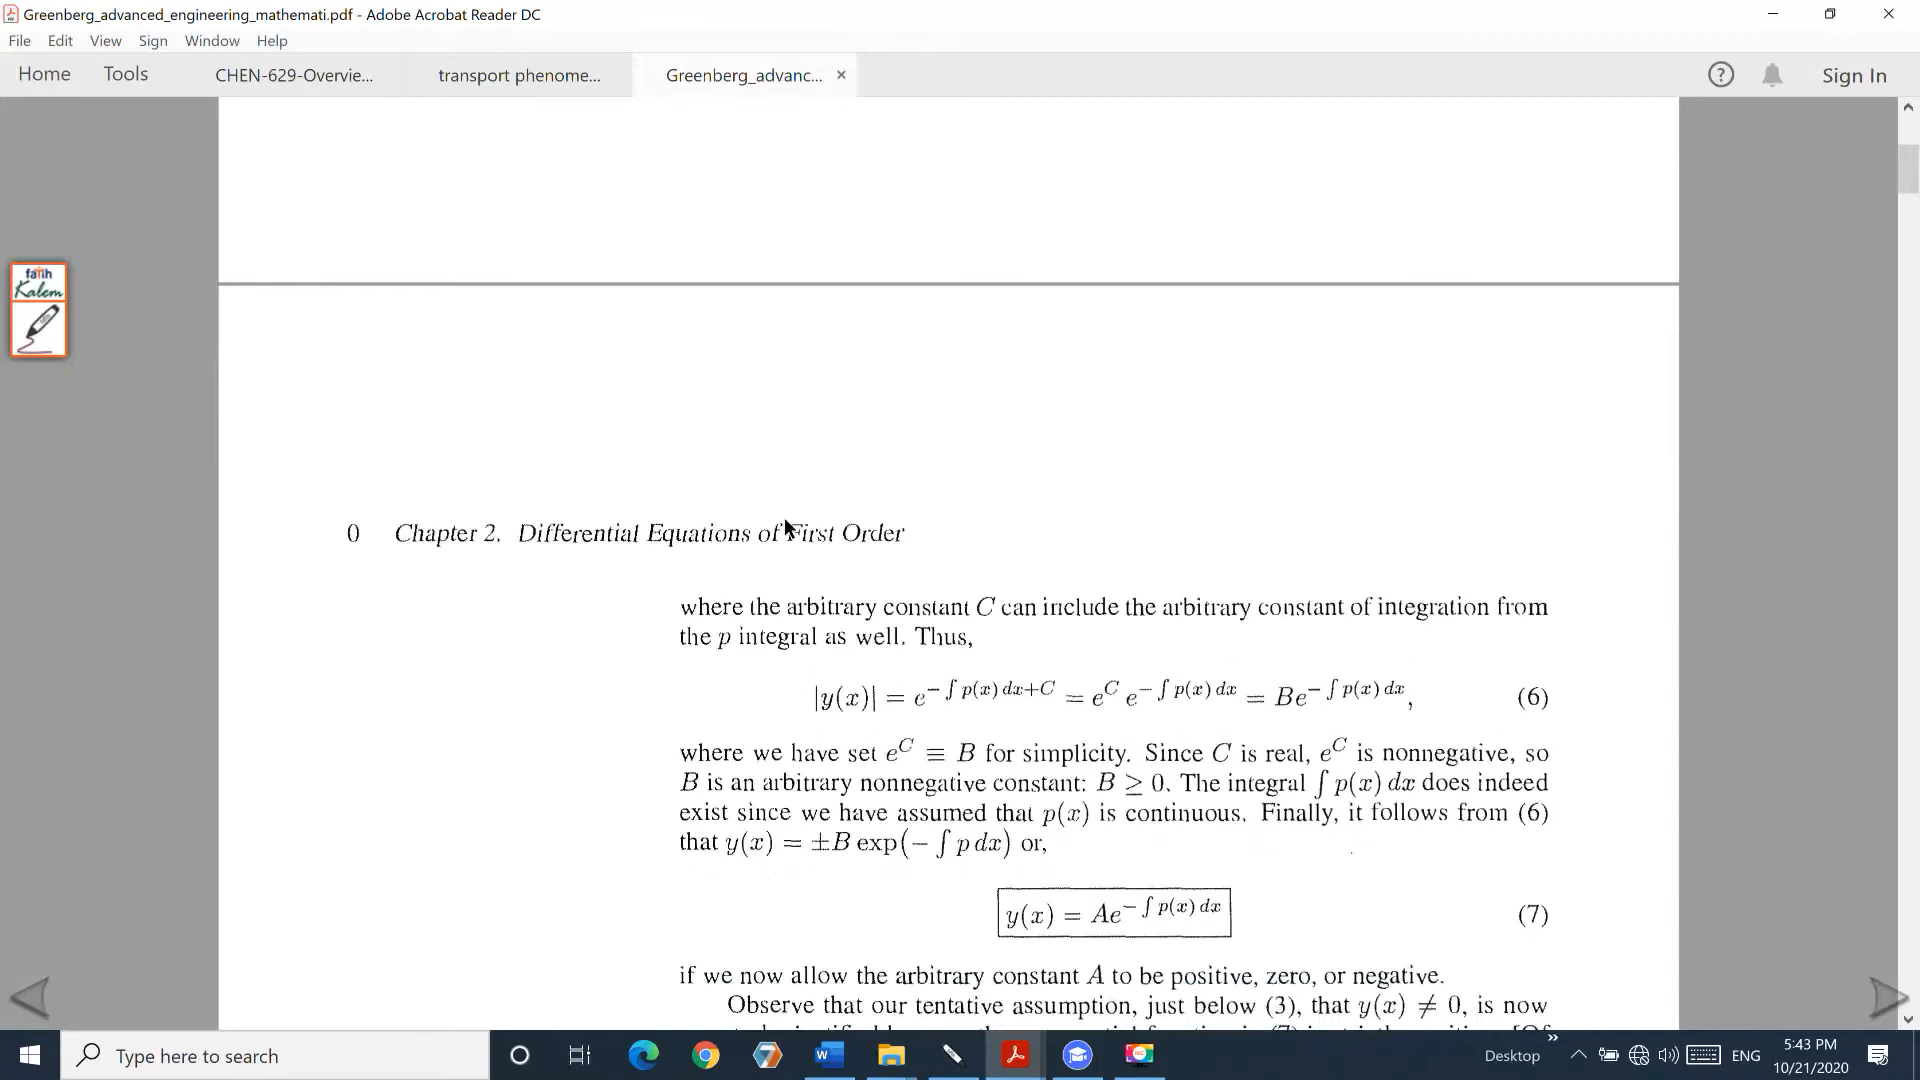 Greenberg_advanced_engineering_mathemati.pdf - Adobe Acrobat Reader DC
File Edit View Sign Window Help
Home Tools CHEN-629-Overvie... transport phenome... Greenberg_advanc... × Sign In
fatih
Kalem
0 Chapter 2. Differential Equations of First Order
where the arbitrary constant C can include the arbitrary constant of integration from
the p integral as well. Thus,
|y(x)| = e^{−∫ p(x) dx+C} = e^C e^{−∫ p(x) dx} = Be^{−∫ p(x) dx}, (6)
where we have set e^C ≡ B for simplicity. Since C is real, e^C is nonnegative, so
B is an arbitrary nonnegative constant: B ≥ 0. The integral ∫ p(x) dx does indeed
exist since we have assumed that p(x) is continuous. Finally, it follows from (6)
that y(x) = ±B exp(−∫ p dx) or,
y(x) = Ae^{−∫ p(x) dx} (7)
if we now allow the arbitrary constant A to be positive, zero, or negative.
Observe that our tentative assumption, just below (3), that y(x) ≠ 0, is now
Type here to search
Desktop
ENG
5:43 PM
10/21/2020